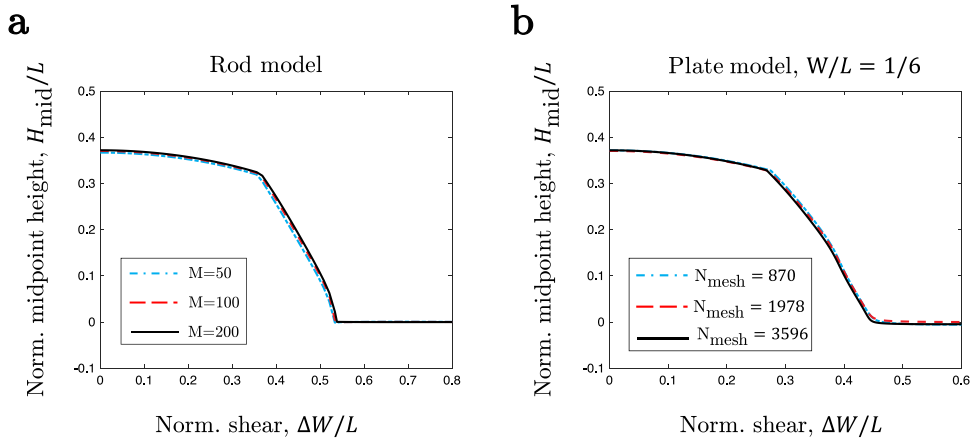 a
Rod model
Norm. midpoint height, H_mid/L
0.5
0.4
0.3
0.2
0.1
0
-0.1
M=50
M=100
M=200
0 0.1 0.2 0.3 0.4 0.5 0.6 0.7 0.8
Norm. shear, ΔW/L
b
Plate model, W/L = 1/6
Norm. midpoint height, H_mid/L
0.5
0.4
0.3
0.2
0.1
0
-0.1
N_mesh = 870
N_mesh = 1978
N_mesh = 3596
0 0.1 0.2 0.3 0.4 0.5 0.6
Norm. shear, ΔW/L